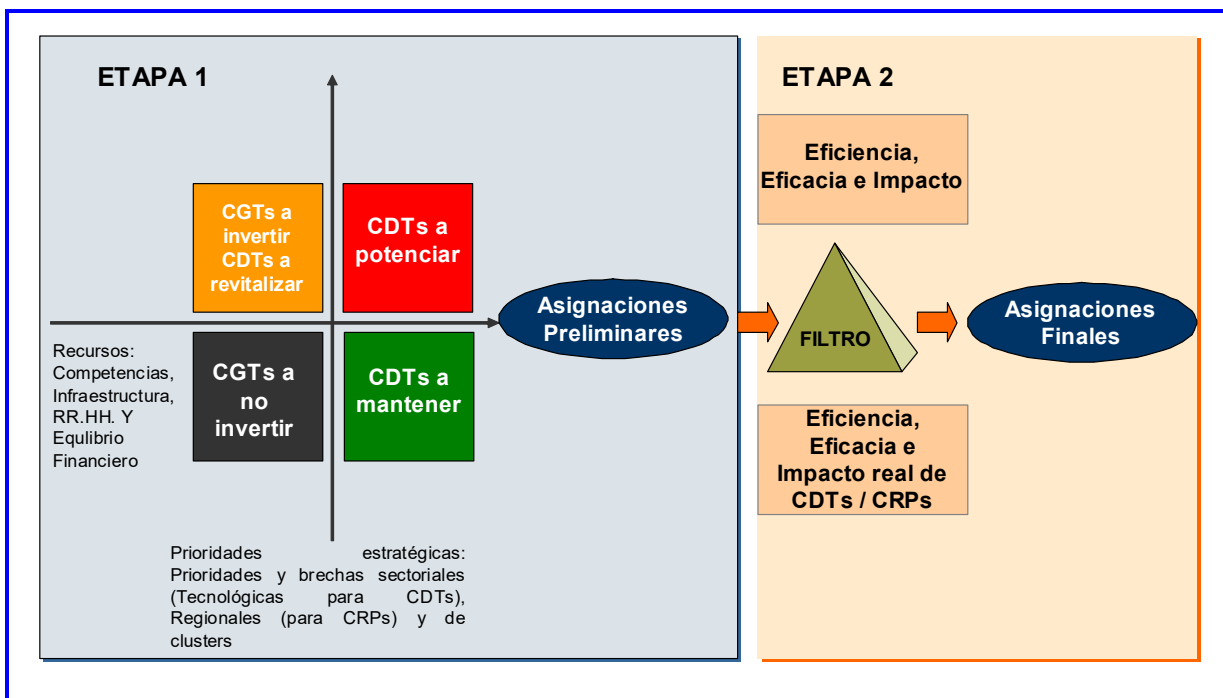 ETAPA 1
CGTs a
invertir
CDTs a
revitalizar
CDTs a
potenciar
Asignaciones
Preliminares
Recursos:
Competencias,
Infraestructura,
RR.HH. Y
Equlibrio
Financiero
CGTs a
no
invertir
CDTs a
mantener
Prioridades estratégicas:
Prioridades y brechas sectoriales
(Tecnológicas para CDTs),
Regionales (para CRPs) y de
clusters
ETAPA 2
Eficiencia,
Eficacia e Impacto
FILTRO
Asignaciones
Finales
Eficiencia,
Eficacia e
Impacto real de
CDTs / CRPs